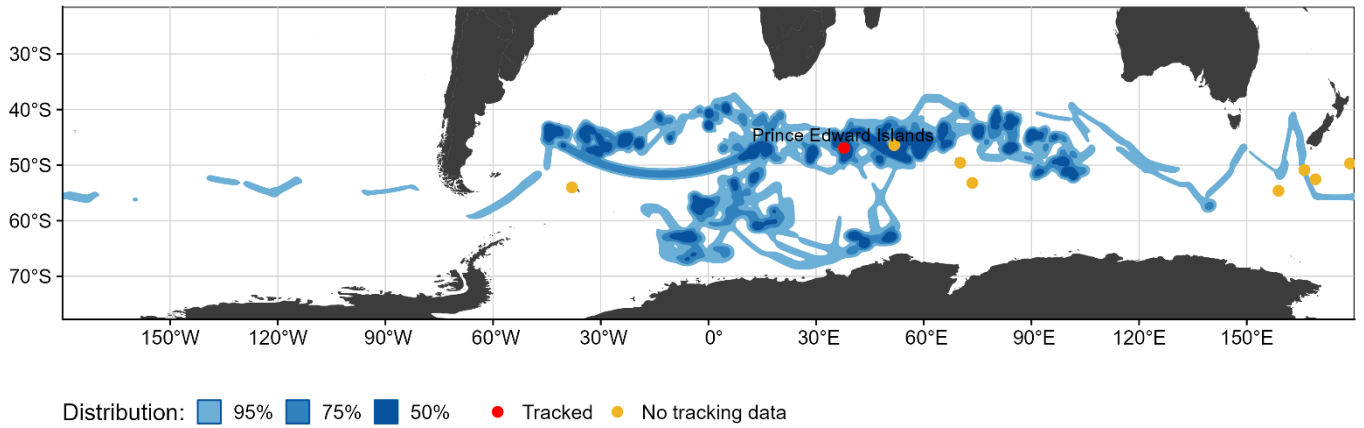 30°S
40°S
Prince Edward Islands
50°S
60°S
70°S
150°W 120°W 90°W 60°W 30°W 0° 30°E 60°E 90°E 120°E 150°E
Distribution: 95% 75% 50% Tracked No tracking data